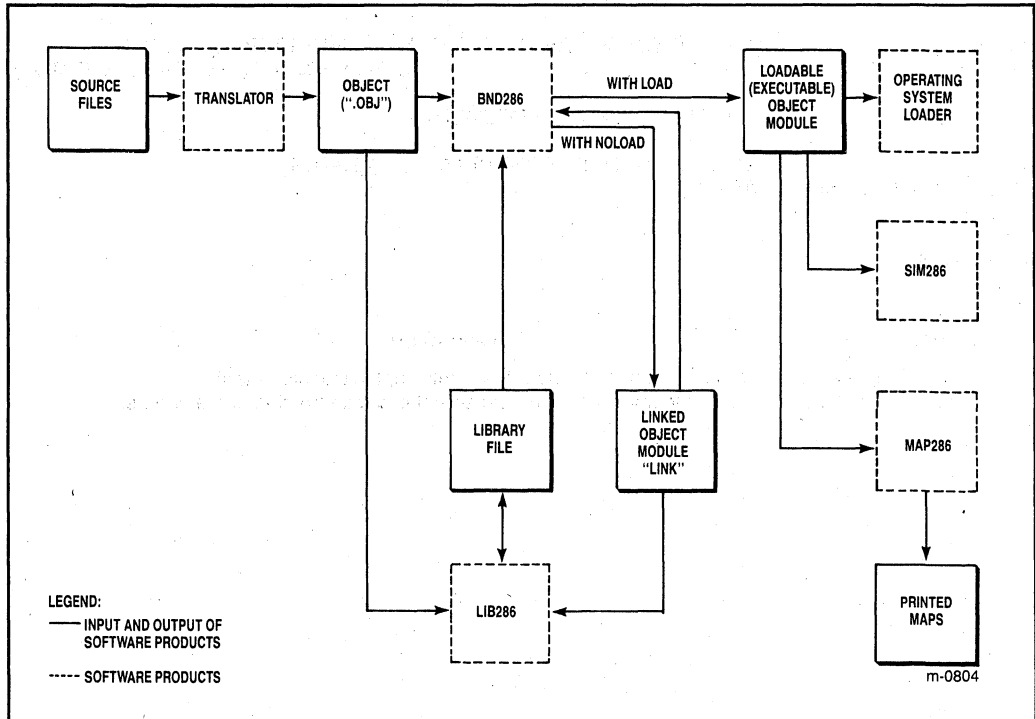 SOURCE
FILES
TRANSLATOR
OBJECT
(".OBJ")
BND286
WITH LOAD
WITH NOLOAD
LOADABLE
(EXECUTABLE)
OBJECT
MODULE
OPERATING
SYSTEM
LOADER
SIM286
LIBRARY
FILE
LINKED
OBJECT
MODULE
"LINK"
MAP286
LIB286
PRINTED
MAPS
LEGEND:
INPUT AND OUTPUT OF
SOFTWARE PRODUCTS
SOFTWARE PRODUCTS
m-0804